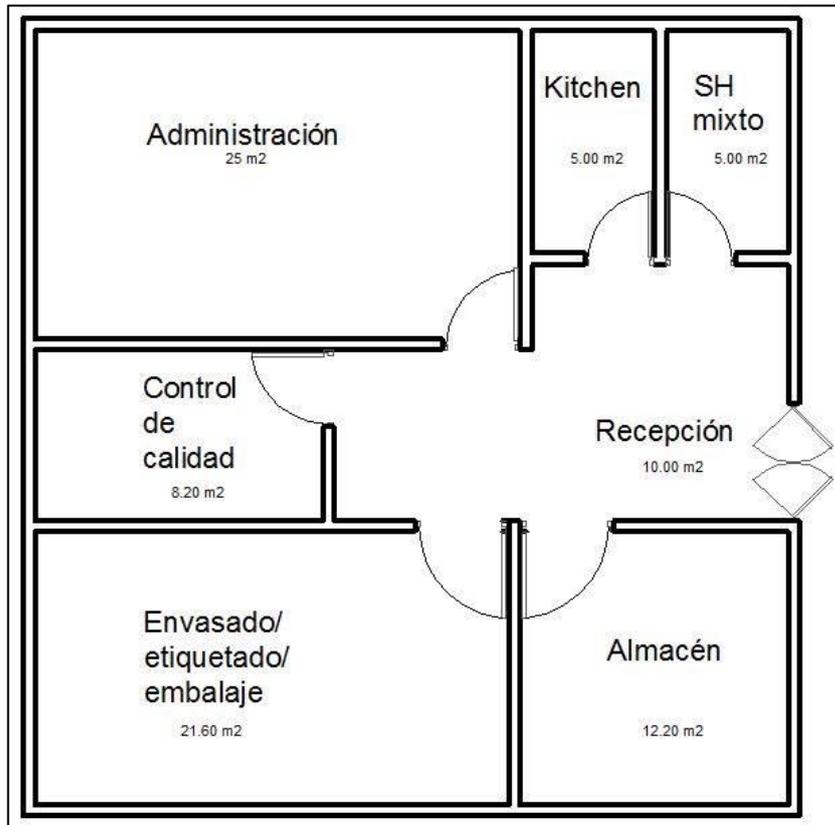 Administración
25 m2
Kitchen
5.00 m2
SH
mixto
5.00 m2
Control
de
calidad
8.20 m2
Recepción
10.00 m2
Envasado/
etiquetado/
embalaje
21.60 m2
Almacén
12.20 m2